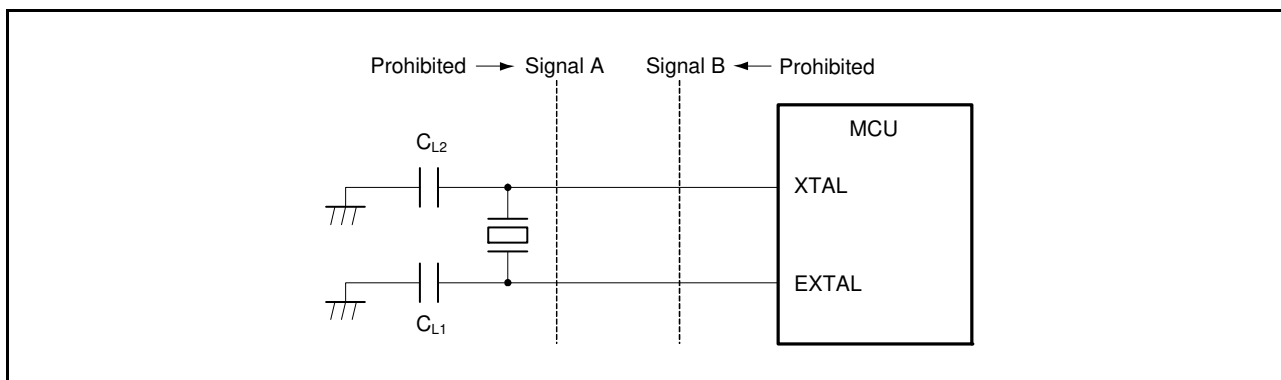 Prohibited → Signal A Signal B ← Prohibited
MCU
CL2
XTAL
EXTAL
CL1